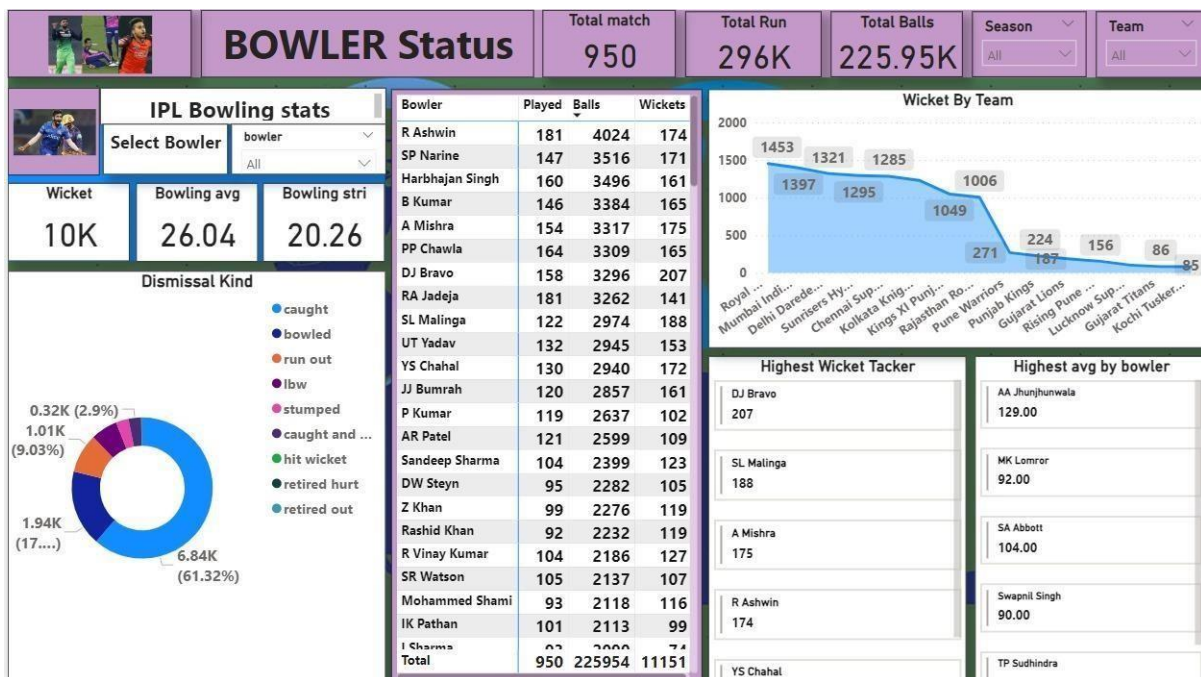 BOWLER Status
Total match
950
Total Run
296K
Total Balls
225.95K
Season
All
Team
All
IPL Bowling stats
Select Bowler
bowler
All
Wicket
10K
Bowling avg
26.04
Bowling stri
20.26
Dismissal Kind
caught
bowled
run out
lbw
stumped
caught and ...
hit wicket
retired hurt
retired out
0.32K (2.9%)
1.01K
(9.03%)
1.94K
(17....)
6.84K
(61.32%)
Bowler Played Balls Wickets
R Ashwin 181 4024 174
SP Narine 147 3516 171
Harbhajan Singh 160 3496 161
B Kumar 146 3384 165
A Mishra 154 3317 175
PP Chawla 164 3309 165
DJ Bravo 158 3296 207
RA Jadeja 181 3262 141
SL Malinga 122 2974 188
UT Yadav 132 2945 153
YS Chahal 130 2940 172
JJ Bumrah 120 2857 161
P Kumar 119 2637 102
AR Patel 121 2599 109
Sandeep Sharma 104 2399 123
DW Steyn 95 2282 105
Z Khan 99 2276 119
Rashid Khan 92 2232 119
R Vinay Kumar 104 2186 127
SR Watson 105 2137 107
Mohammed Shami 93 2118 116
IK Pathan 101 2113 99
I Sharma
Total 950 225954 11151
Wicket By Team
2000
1500
1000
500
0
1453
1397
1321
1295
1285
1049
1006
271
224
187
156
86
85
Royal ...
Mumbai Indi...
Delhi Darede...
Sunrisers Hy...
Chennai Sup...
Kolkata Knig...
Kings XI Punj...
Rajasthan Ro...
Pune Warriors
Punjab Kings
Gujarat Lions
Rising Pune ...
Lucknow Sup...
Gujarat Titans
Kochi Tusker...
Highest Wicket Tacker
DJ Bravo
207
SL Malinga
188
A Mishra
175
R Ashwin
174
YS Chahal
Highest avg by bowler
AA Jhunjhunwala
129.00
MK Lomror
92.00
SA Abbott
104.00
Swapnil Singh
90.00
TP Sudhindra